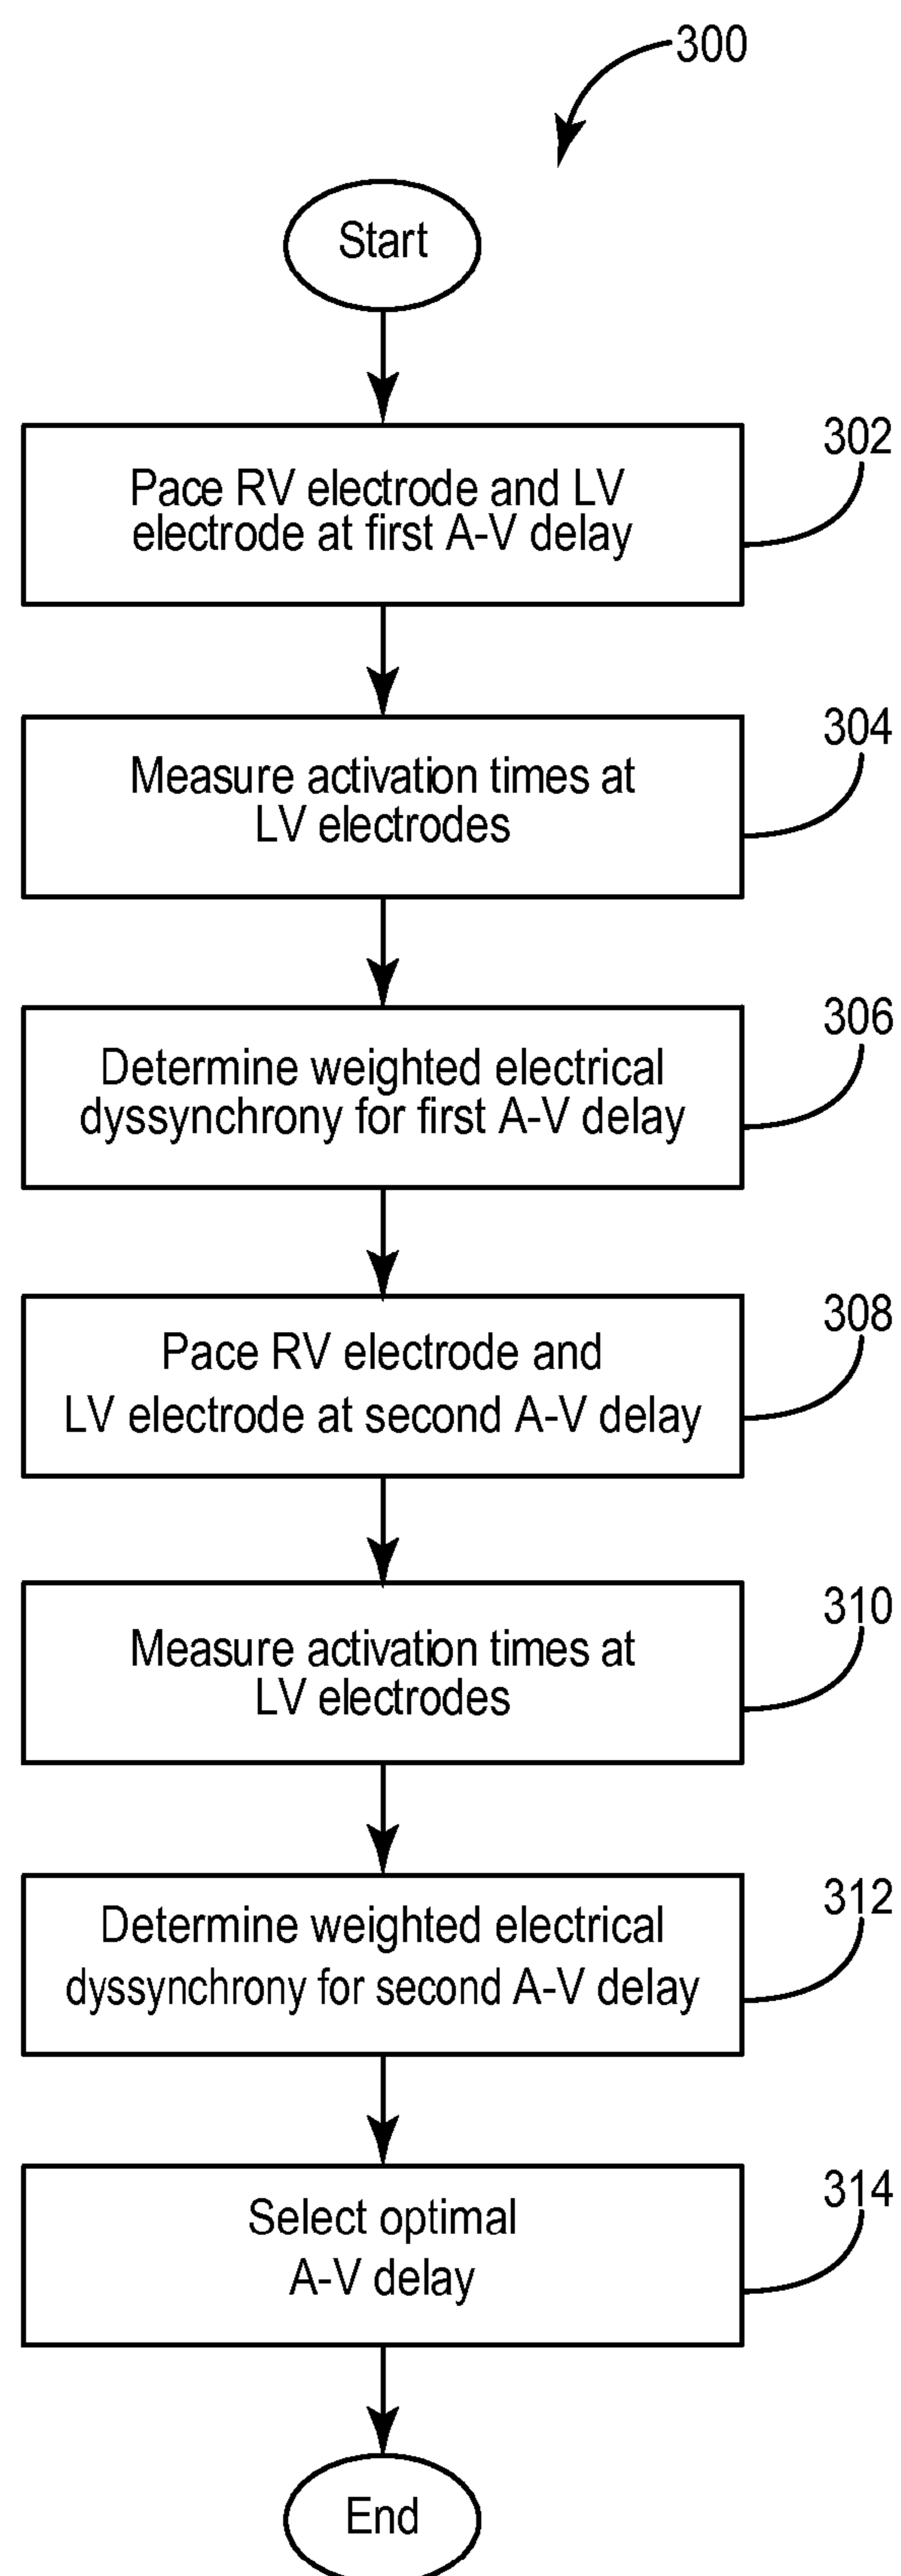 300
Start
302
Pace RV electrode and LV
electrode at first A-V delay
304
Measure activation times at
LV electrodes
306
Determine weighted electrical
dyssynchrony for first A-V delay
308
Pace RV electrode and
LV electrode at second A-V delay
310
Measure activation times at
LV electrodes
312
Determine weighted electrical
dyssynchrony for second A-V delay
314
Select optimal
A-V delay
End